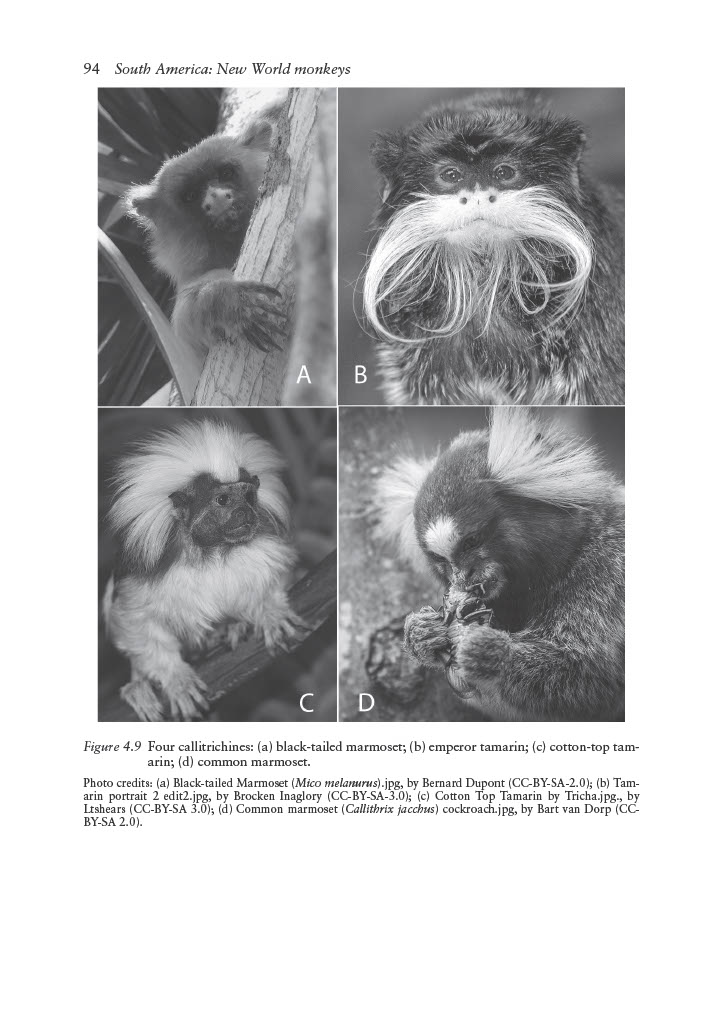 94 South America: New World monkeys
A
B
C
D
Figure 4.9 Four callitrichines: (a) black-tailed marmoset; (b) emperor tamarin; (c) cotton-top tam-
arin; (d) common marmoset.
Photo credits: (a) Black-tailed Marmoset (Mico melanurus).jpg, by Bernard Dupont (CC-BY-SA-2.0); (b) Tam-
arin portrait 2 edit2.jpg, by Brocken Inaglory (CC-BY-SA-3.0); (c) Cotton Top Tamarin by Tricha.jpg., by
Ltshears (CC-BY-SA 3.0); (d) Common marmoset (Callithrix jacchus) cockroach.jpg, by Bart van Dorp (CC-
BY-SA 2.0).